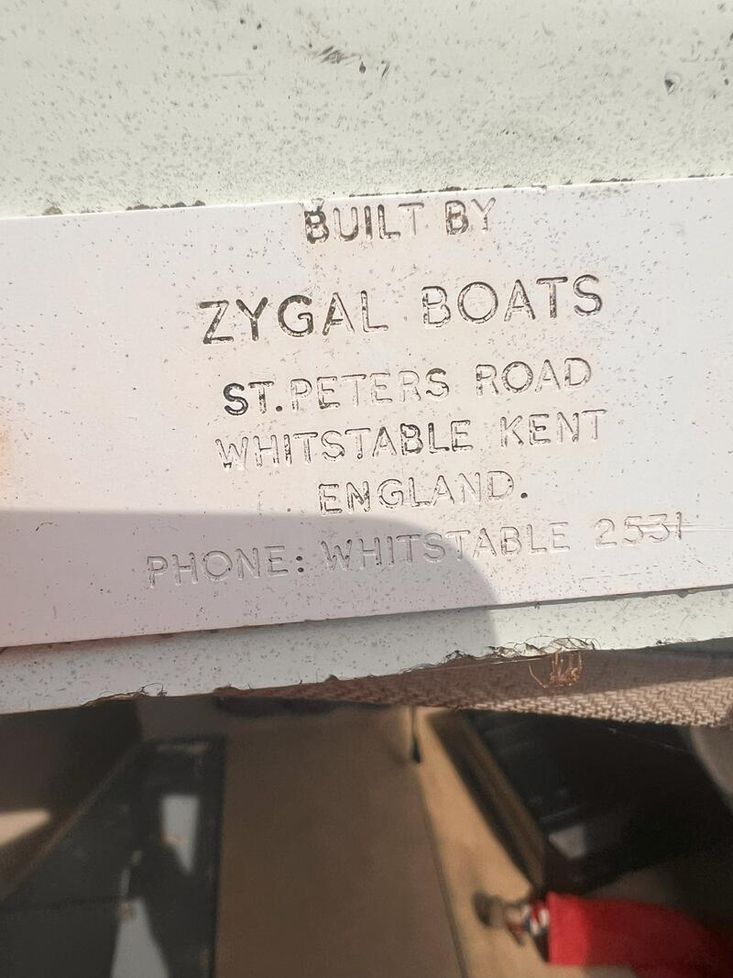 BUILT BY
ZYGAL BOATS
ST.PETERS ROAD
WHITSTABLE KENT
ENGLAND.
PHONE: WHITSTABLE 2531